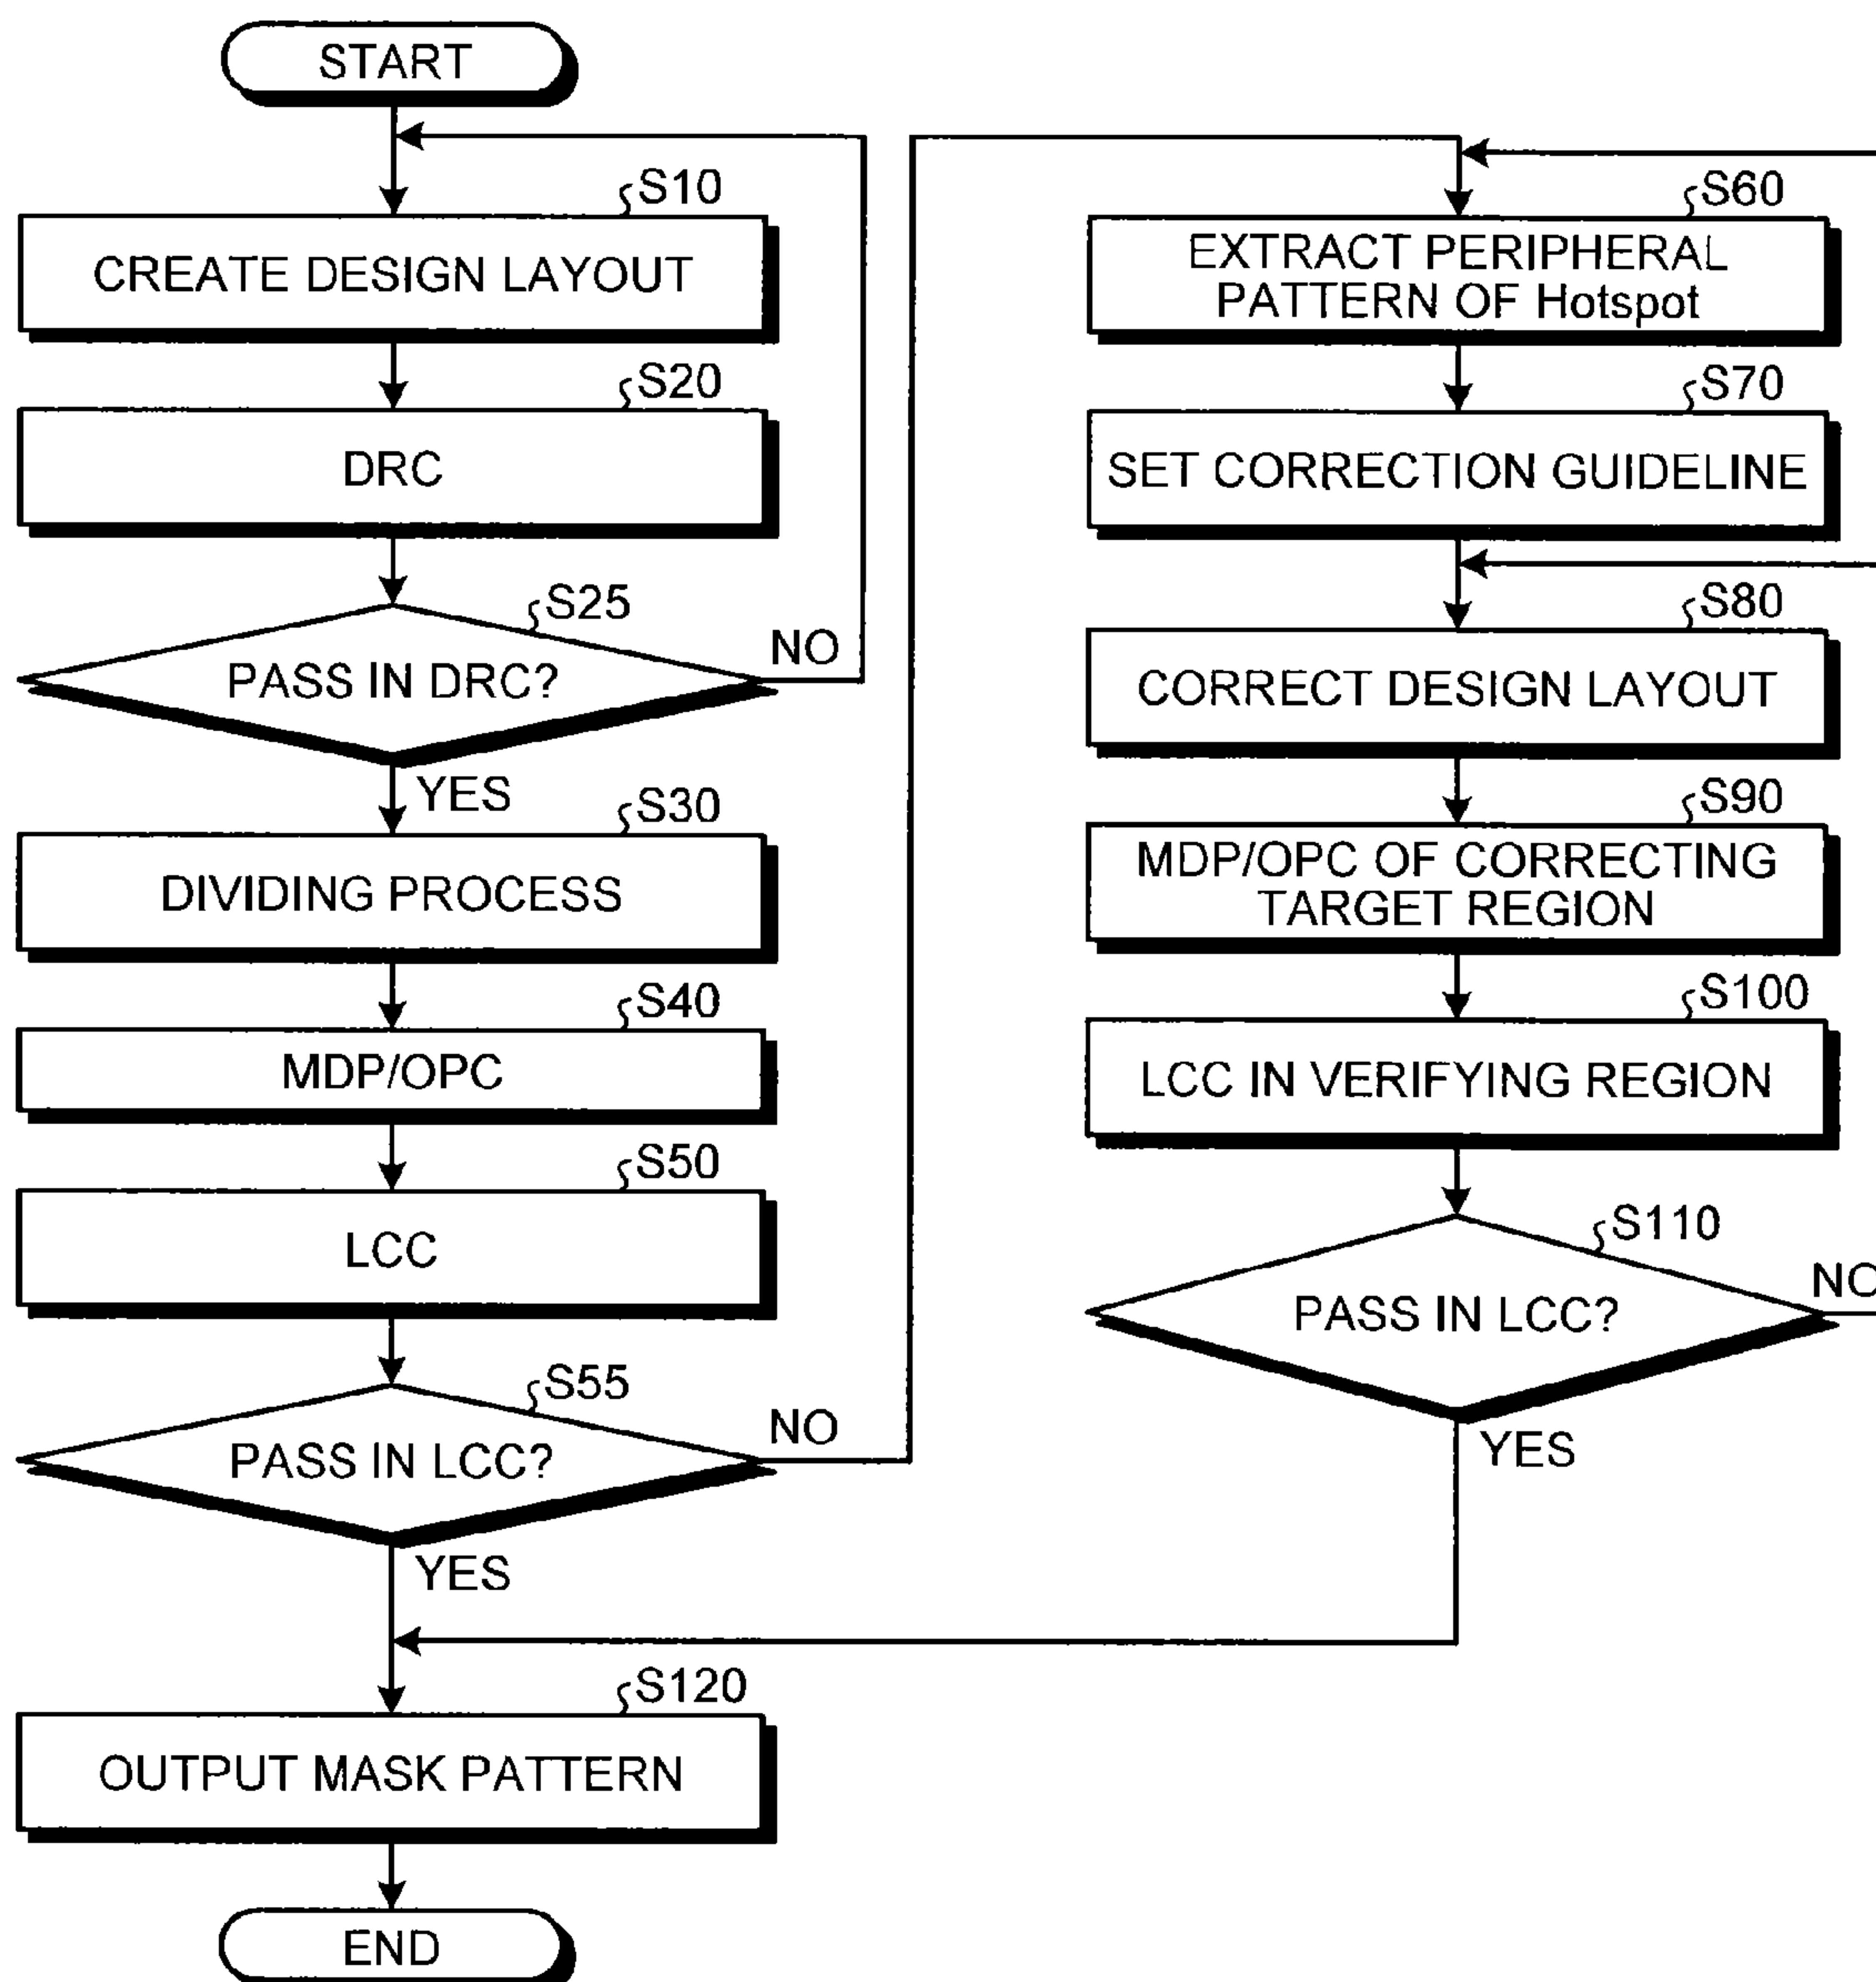 START
S10
CREATE DESIGN LAYOUT
S20
DRC
S25
PASS IN DRC?
NO
YES
S30
DIVIDING PROCESS
S40
MDP/OPC
S50
LCC
S55
PASS IN LCC?
NO
YES
S120
OUTPUT MASK PATTERN
END
S60
EXTRACT PERIPHERAL
PATTERN OF Hotspot
S70
SET CORRECTION GUIDELINE
S80
CORRECT DESIGN LAYOUT
S90
MDP/OPC OF CORRECTING
TARGET REGION
S100
LCC IN VERIFYING REGION
S110
PASS IN LCC?
NO
YES